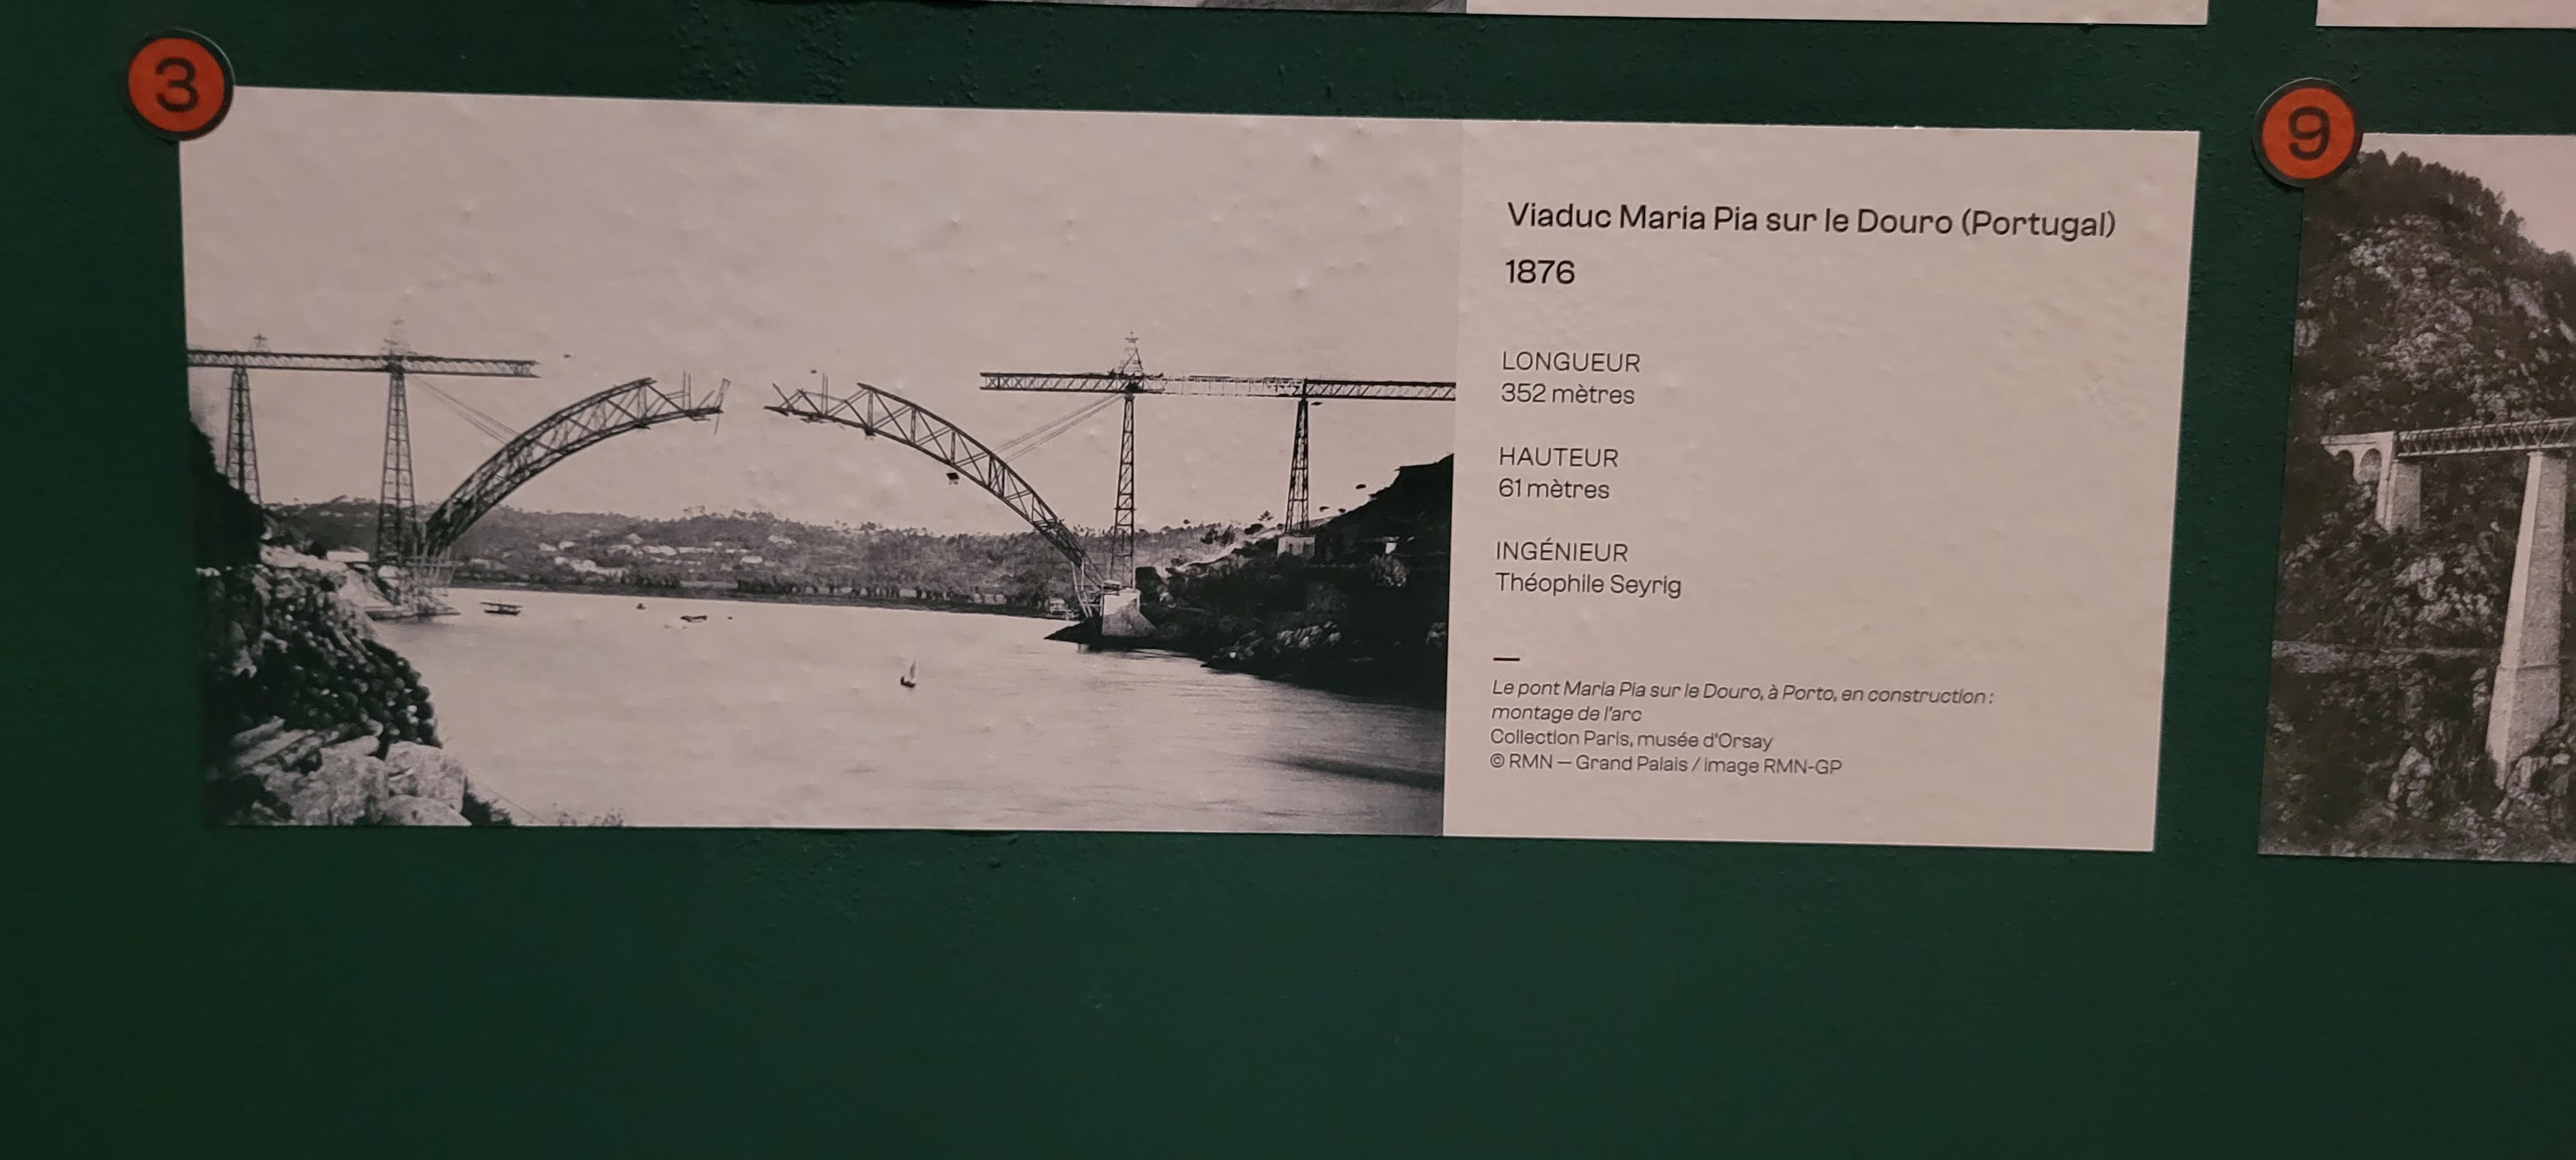 3
Viaduc Maria Pia sur le Douro (Portugal)
1876
LONGUEUR
352 mètres
HAUTEUR
61 mètres
INGÉNIEUR
Théophile Seyrig
—
Le pont Maria Pia sur le Douro, à Porto, en construction :
montage de l'arc
Collection Paris, musée d'Orsay
© RMN — Grand Palais / image RMN-GP
9